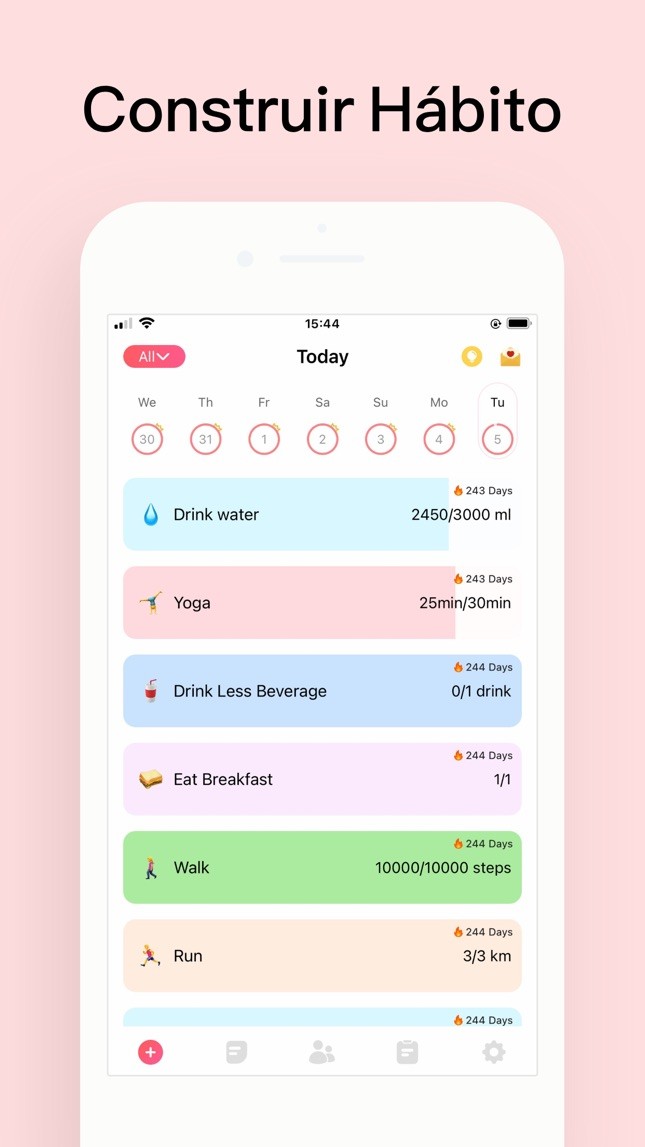 Construir Hábito
15:44
All
Today
We Th Fr Sa Su Mo Tu
30 31 1 2 3 4 5
243 Days
Drink water 2450/3000 ml
243 Days
Yoga 25min/30min
244 Days
Drink Less Beverage 0/1 drink
244 Days
Eat Breakfast 1/1
244 Days
Walk 10000/10000 steps
244 Days
Run 3/3 km
244 Days